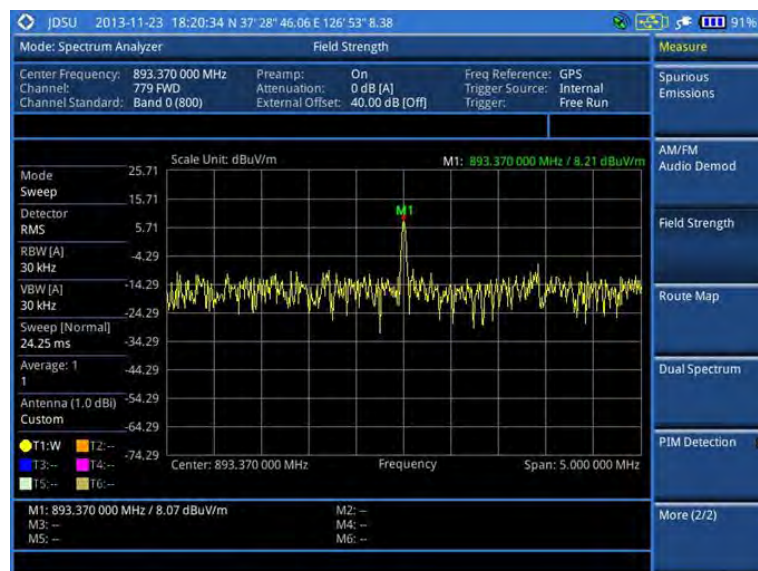 JDSU 2013-11-23 18:20:34 N 37' 28" 46.06 E 126' 53" 8.38 91%
Mode: Spectrum Analyzer Field Strength Measure
Center Frequency: 893.370 000 MHz Preamp: On Freq Reference: GPS
Channel: 779 FWD Attenuation: 0 dB [A] Trigger Source: Internal
Channel Standard: Band 0 (800) External Offset: 40.00 dB [Off] Trigger: Free Run
Spurious
Emissions
Scale Unit: dBuV/m M1: 893.370 000 MHz / 8.21 dBuV/m
AM/FM
Audio Demod
Mode
Sweep
Detector
RMS
RBW [A]
30 kHz
VBW [A]
30 kHz
Sweep [Normal]
24.25 ms
Average: 1
1
Antenna (1.0 dBi)
Custom
T1:W T2:--
T3:-- T4:--
T5:-- T6:--
25.71
15.71
5.71
-4.29
-14.29
-24.29
-34.29
-44.29
-54.29
-64.29
-74.29
M1
Center: 893.370 000 MHz Frequency Span: 5.000 000 MHz
Field Strength
Route Map
Dual Spectrum
PIM Detection
More (2/2)
M1: 893.370 000 MHz / 8.07 dBuV/m M2: --
M3: -- M4: --
M5: -- M6: --